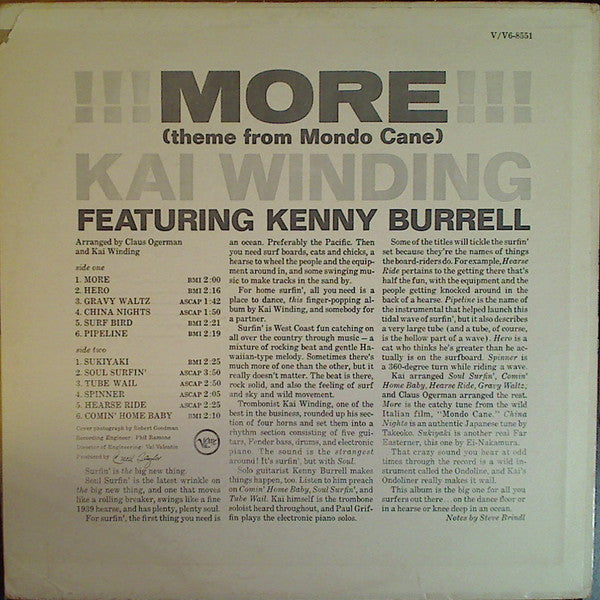 V/V6-8551
!!!MORE!!!
(theme from Mondo Cane)
KAI WINDING
FEATURING KENNY BURRELL
Arranged by Claus Ogerman
and Kai Winding
side one
1. MORE BMI 2:00
2. HERO BMI 2:16
3. GRAVY WALTZ ASCAP 1:42
4. CHINA NIGHTS ASCAP 1:50
5. SURF BIRD BMI 2:21
6. PIPELINE BMI 2:19
side two
1. SUKIYAKI BMI 2:25
2. SOUL SURFIN' ASCAP 3:50
3. TUBE WAIL ASCAP 2:50
4. SPINNER ASCAP 2:05
5. HEARSE RIDE ASCAP 2:25
6. COMIN' HOME BABY BMI 2:10
Cover photograph by Robert Goodman
Recording Engineer: Phil Ramone
Director of Engineering: Val Valentin
Produced by Creed Taylor
Verve
Surfin' is the big new thing.
Soul Surfin' is the latest wrinkle on
the big new thing, and one that moves
like a rolling breaker, swings like a fine
1939 hearse, and has plenty, plenty soul.
For surfin', the first thing you need is
an ocean. Preferably the Pacific. Then
you need surf boards, cats and chicks, a
hearse to wheel the people and the equip-
ment around in, and some swinging mu-
sic to make tracks in the sand by.
For home surfin', all you need is a
place to dance, this finger-popping al-
bum by Kai Winding, and somebody for
a partner.
Surfin' is West Coast fun catching on
all over the country through music — a
mixture of rocking beat and gentle Ha-
waiian-type melody. Sometimes there's
much more of one than the other, but it
really doesn't matter. The beat is there,
rock solid, and also the feeling of surf
and sky and wild movement.
Trombonist Kai Winding, one of the
best in the business, rounded up his sec-
tion of four horns and set them into a
rhythm section consisting of five gui-
tars, Fender bass, drums, and electronic
piano. The sound is the strangest
around! It's surfin', but with Soul.
Solo guitarist Kenny Burrell makes
things happen, too. Listen to him preach
on Comin' Home Baby, Soul Surfin', and
Tube Wail. Kai himself is the trombone
soloist heard throughout, and Paul Grif-
fin plays the electronic piano solos.
Some of the titles will tickle the surfin'
set because they're the names of things
the board-riders do. For example, Hearse
Ride pertains to the getting there that's
half the fun, with the equipment and the
people getting knocked around in the
back of a hearse. Pipeline is the name of
the instrumental that helped launch this
tidal wave of surfin', but it also describes
a very large tube (and a tube, of course,
is the hollow part of a wave). Hero is a
cat who thinks he's greater than he ac-
tually is on the surfboard. Spinner is
a 360-degree turn while riding a wave.
Kai arranged Soul Surfin', Comin'
Home Baby, Hearse Ride, Gravy Waltz,
and Claus Ogerman arranged the rest.
More is the catchy tune from the wild
Italian film, "Mondo Cane." China
Nights is an authentic Japanese tune by
Takeoko. Sukiyaki is another real Far
Easterner, this one by Ei-Nakamura.
That crazy sound you hear at odd
times through the record is a wild in-
strument called the Ondoline, and Kai's
Ondoliner really makes it wail.
This album is the big one for all you
surfers out there ... on the dance floor or
in a hearse or knee deep in an ocean.
Notes by Steve Brindl